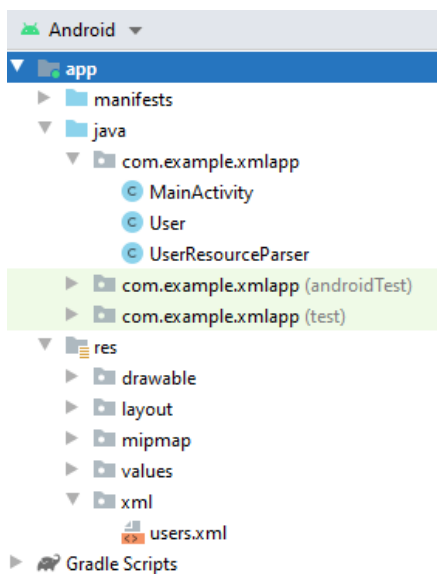 Android
app
manifests
java
com.example.xmlapp
MainActivity
User
UserResourceParser
com.example.xmlapp (androidTest)
com.example.xmlapp (test)
res
drawable
layout
mipmap
values
xml
users.xml
Gradle Scripts